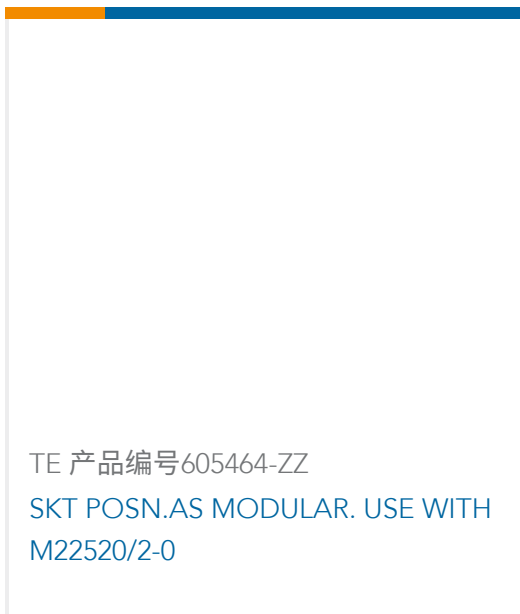 TE 产品编号605464-ZZ
SKT POSN.AS MODULAR. USE WITH
M22520/2-0